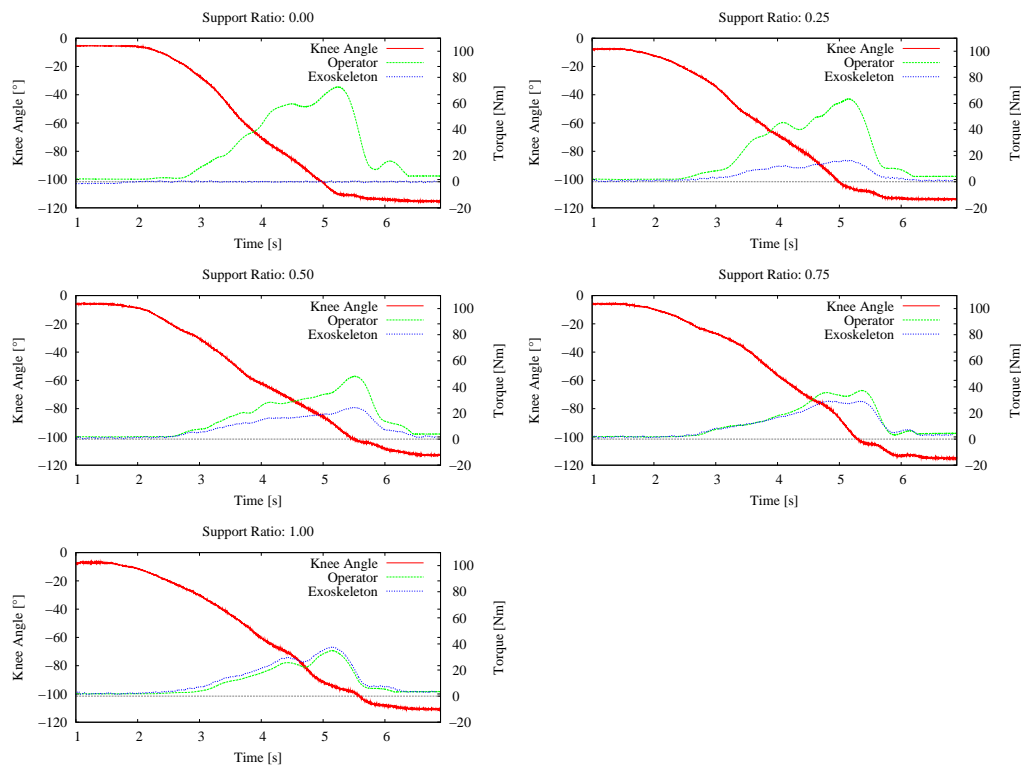 Support Ratio: 0.00
Knee Angle [°]
0
−20
−40
−60
−80
−100
−120
Knee Angle
Operator
Exoskeleton
100
80
60
40
20
0
−20
Torque [Nm]
1 2 3 4 5 6
Time [s]
Support Ratio: 0.25
Knee Angle [°]
0
−20
−40
−60
−80
−100
−120
Knee Angle
Operator
Exoskeleton
100
80
60
40
20
0
−20
Torque [Nm]
1 2 3 4 5 6
Time [s]
Support Ratio: 0.50
Knee Angle [°]
0
−20
−40
−60
−80
−100
−120
Knee Angle
Operator
Exoskeleton
100
80
60
40
20
0
−20
Torque [Nm]
1 2 3 4 5 6
Time [s]
Support Ratio: 0.75
Knee Angle [°]
0
−20
−40
−60
−80
−100
−120
Knee Angle
Operator
Exoskeleton
100
80
60
40
20
0
−20
Torque [Nm]
1 2 3 4 5 6
Time [s]
Support Ratio: 1.00
Knee Angle [°]
0
−20
−40
−60
−80
−100
−120
Knee Angle
Operator
Exoskeleton
100
80
60
40
20
0
−20
Torque [Nm]
1 2 3 4 5 6
Time [s]